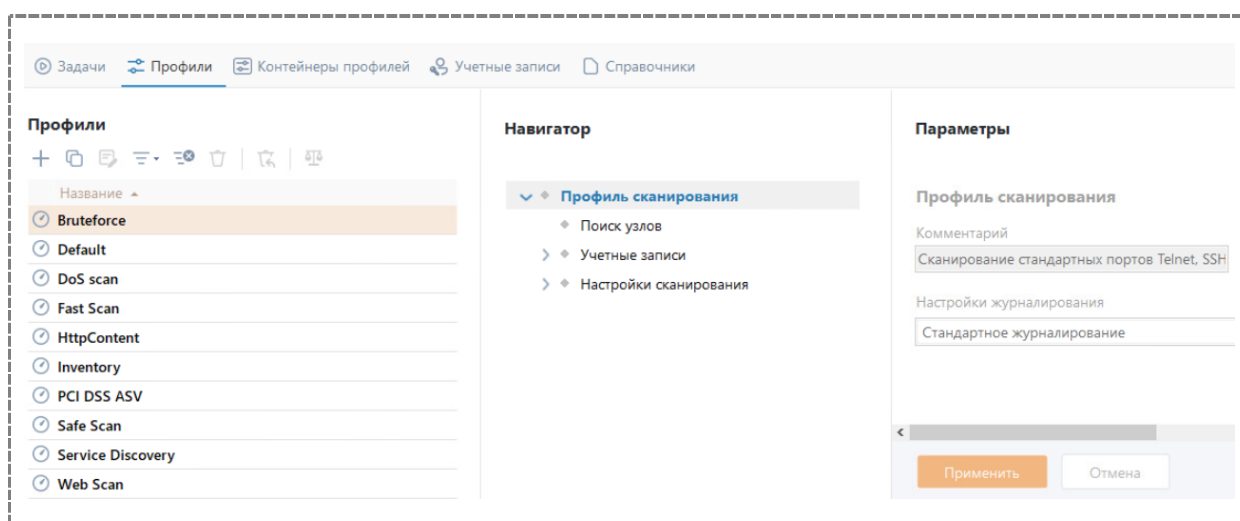 Задачи Профили Контейнеры профилей Учетные записи Справочники
Профили
Название
Bruteforce
Default
DoS scan
Fast Scan
HttpContent
Inventory
PCI DSS ASV
Safe Scan
Service Discovery
Web Scan
Навигатор
Профиль сканирования
Поиск узлов
Учетные записи
Настройки сканирования
Параметры
Профиль сканирования
Комментарий
Сканирование стандартных портов Telnet, SSH
Настройки журналирования
Стандартное журналирование
Применить Отмена